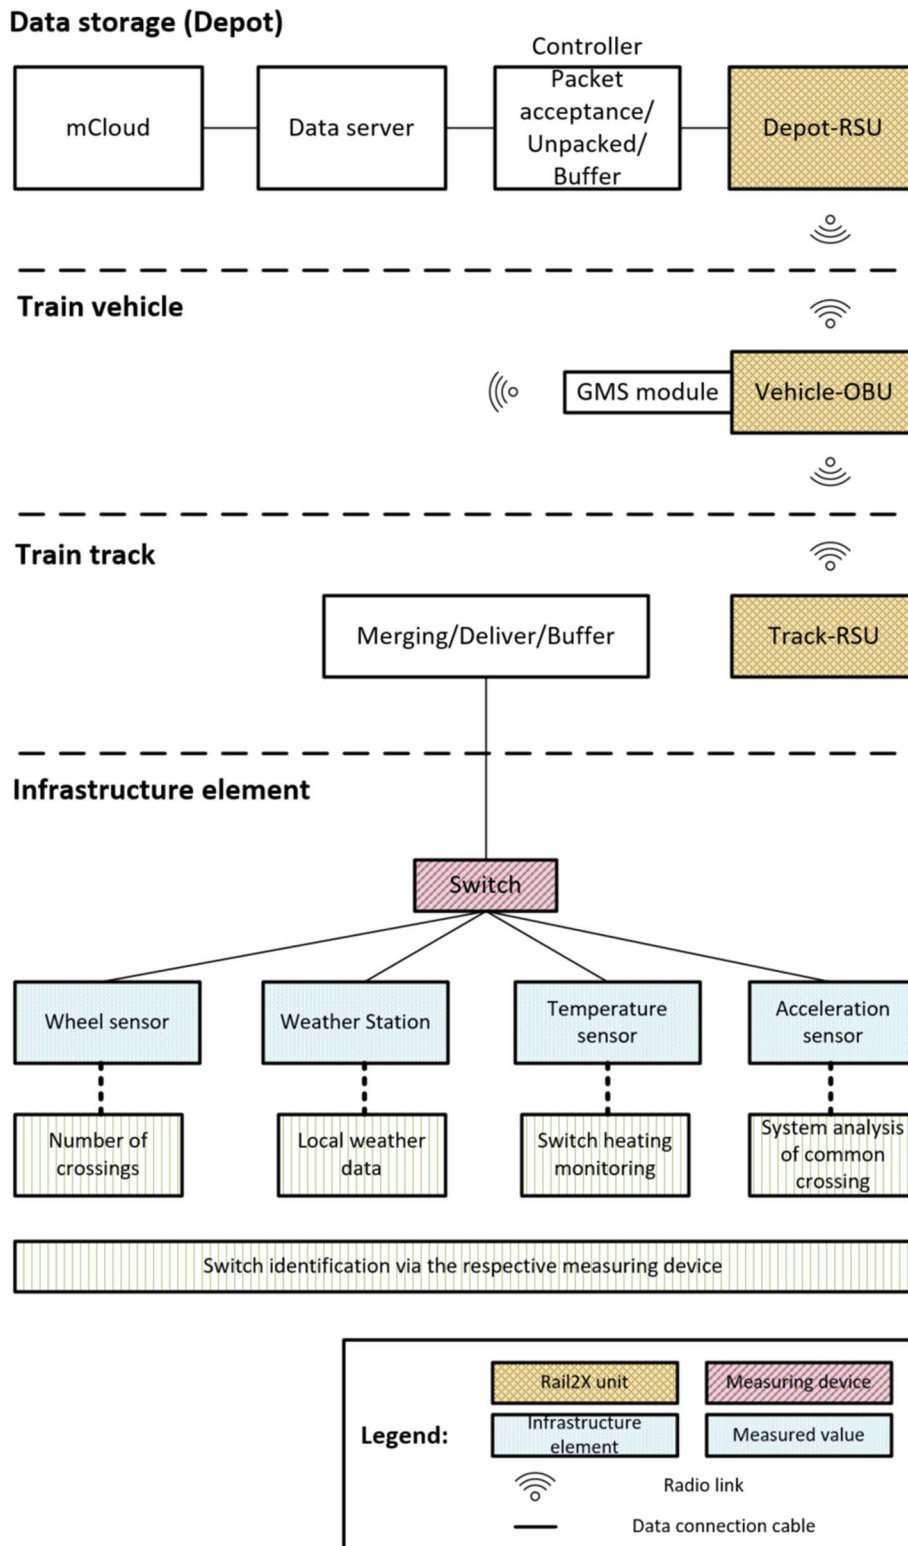 Data storage (Depot)
mCloud
Data server
Controller
Packet
acceptance/
Unpacked/
Buffer
Depot-RSU
Train vehicle
GMS module
Vehicle-OBU
Train track
Merging/Deliver/Buffer
Track-RSU
Infrastructure element
Switch
Wheel sensor
Weather Station
Temperature
sensor
Acceleration
sensor
Number of
crossings
Local weather
data
Switch heating
monitoring
System analysis
of common
crossing
Switch identification via the respective measuring device
Legend:
Rail2X unit
Measuring device
Infrastructure
element
Measured value
Radio link
Data connection cable